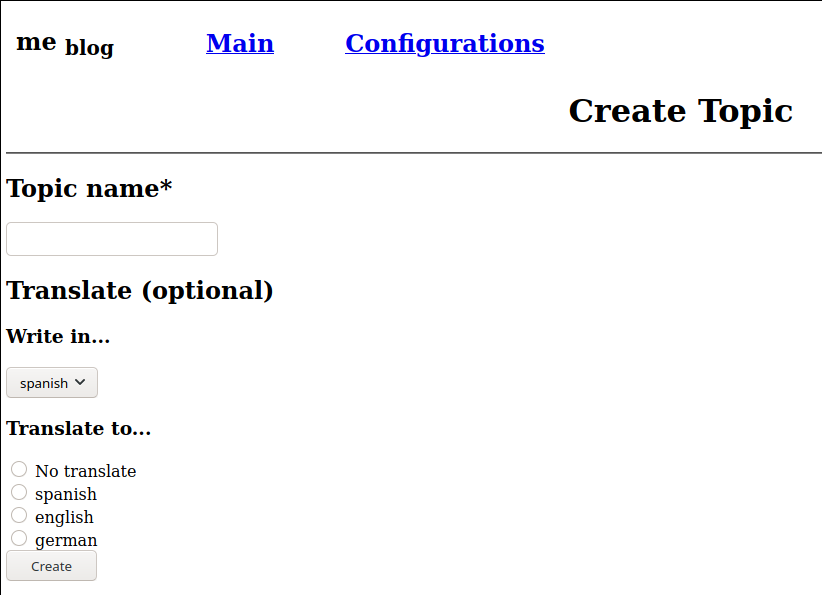 me blog Main Configurations
Create Topic
Topic name*
Translate (optional)
Write in...
spanish
Translate to...
No translate
spanish
english
german
Create